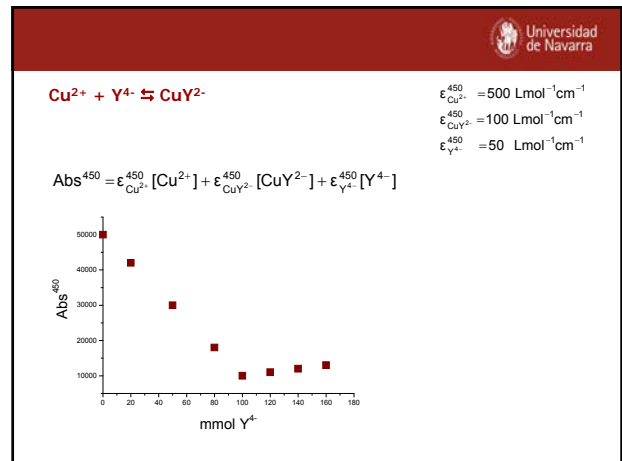 Universidad
de Navarra
Cu²⁺ + Y⁴⁻ ⇆ CuY²⁻
ε⁴⁵⁰Cu²⁺ = 500 Lmol⁻¹cm⁻¹
ε⁴⁵⁰CuY²⁻ = 100 Lmol⁻¹cm⁻¹
ε⁴⁵⁰Y⁴⁻ = 50 Lmol⁻¹cm⁻¹
Abs⁴⁵⁰ = ε⁴⁵⁰Cu²⁺ [Cu²⁺] + ε⁴⁵⁰CuY²⁻ [CuY²⁻] + ε⁴⁵⁰Y⁴⁻ [Y⁴⁻]
50000
40000
30000
20000
10000
Abs⁴⁵⁰
0 20 40 60 80 100 120 140 160 180
mmol Y⁴⁻